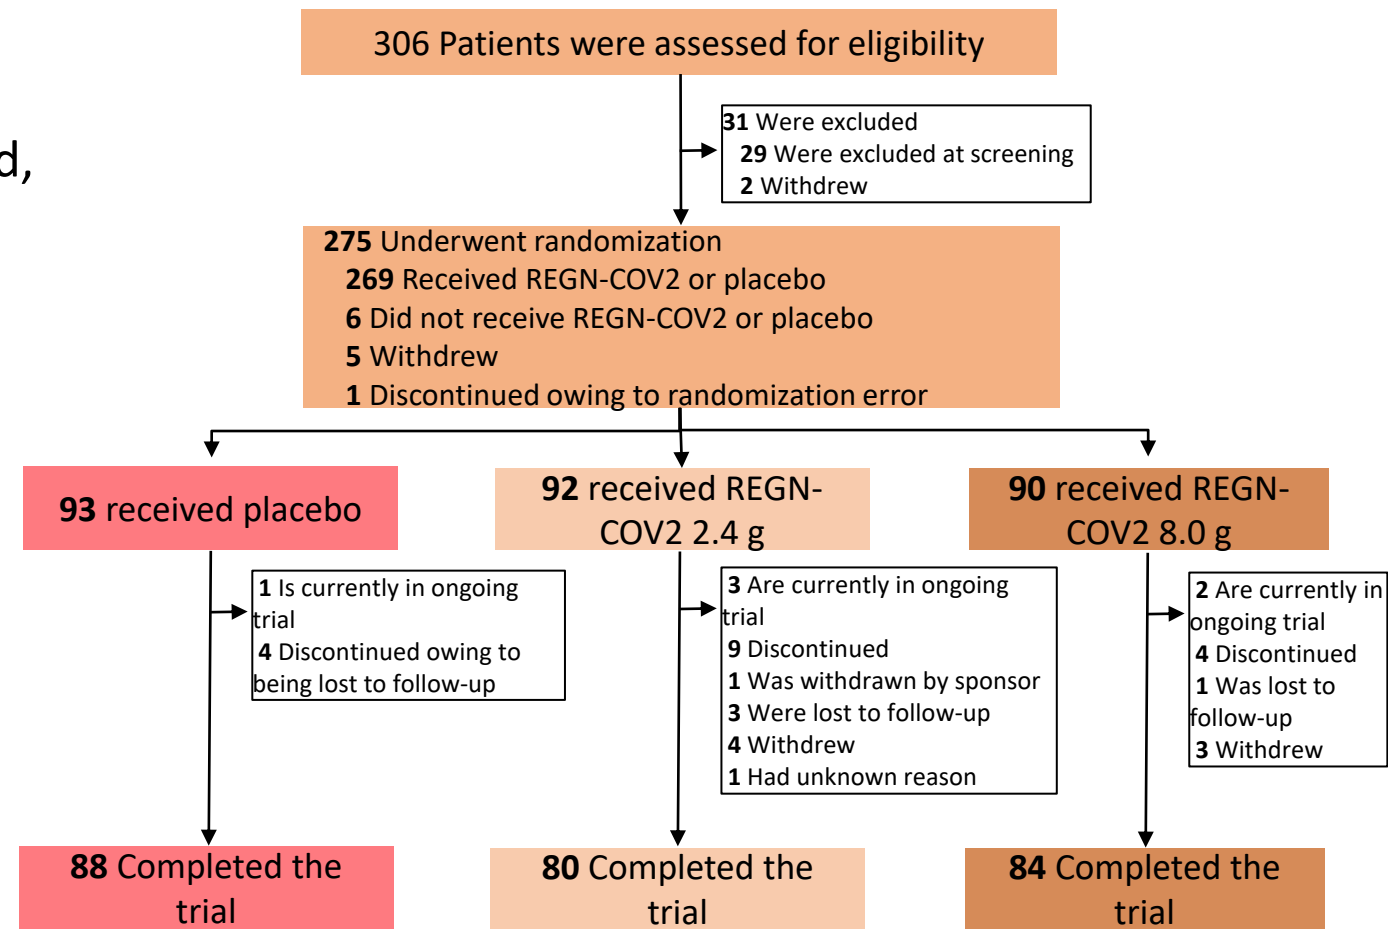 306 Patients were assessed for eligibility
d,
31 Were excluded
29 Were excluded at screening
2 Withdrew
275 Underwent randomization
269 Received REGN-COV2 or placebo
6 Did not receive REGN-COV2 or placebo
5 Withdrew
1 Discontinued owing to randomization error
93 received placebo
92 received REGN-
COV2 2.4 g
90 received REGN-
COV2 8.0 g
1 Is currently in ongoing
trial
4 Discontinued owing to
being lost to follow-up
3 Are currently in ongoing
trial
9 Discontinued
1 Was withdrawn by sponsor
3 Were lost to follow-up
4 Withdrew
1 Had unknown reason
2 Are currently in
ongoing trial
4 Discontinued
1 Was lost to
follow-up
3 Withdrew
88 Completed the
trial
80 Completed the
trial
84 Completed the
trial